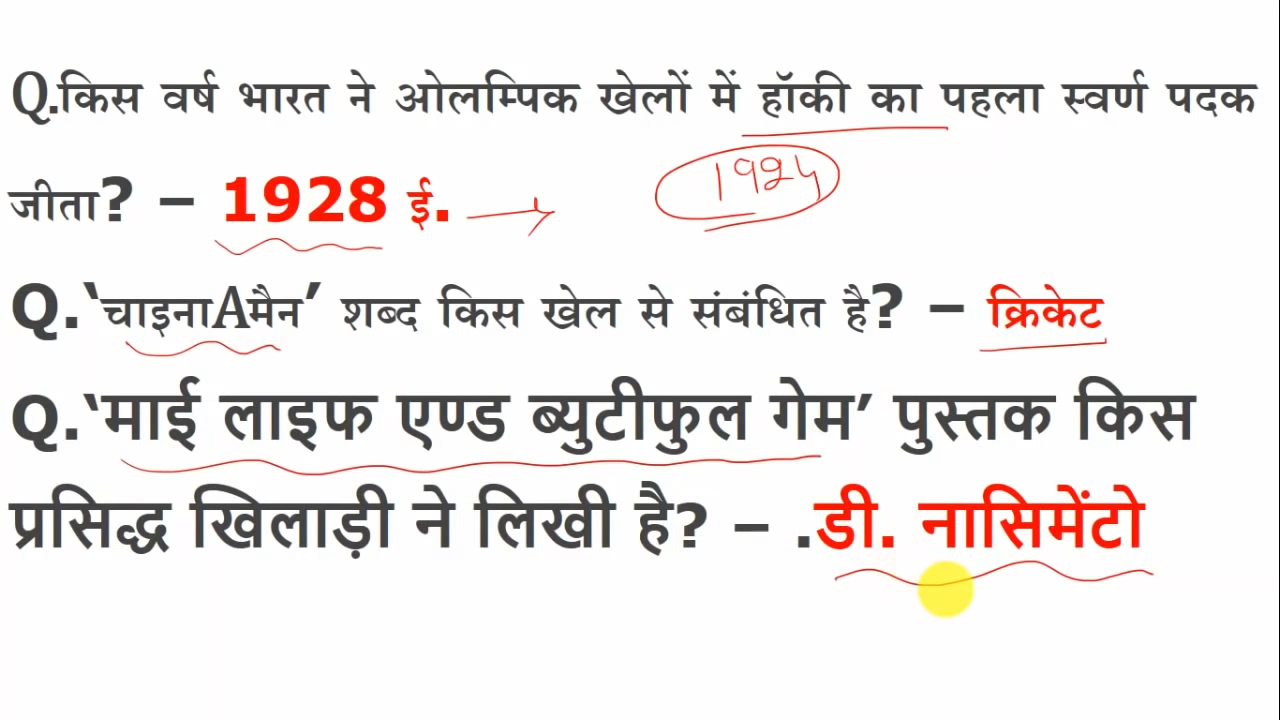 Q.किस वर्ष भारत ने ओलम्पिक खेलों में हॉकी का पहला स्वर्ण पदक
जीता? – 1928 ई. 1924
Q.‘चाइनाAमैन’ शब्द किस खेल से संबंधित है? – क्रिकेट
Q.‘माई लाइफ एण्ड ब्युटीफुल गेम’ पुस्तक किस
प्रसिद्ध खिलाड़ी ने लिखी है? – .डी. नासिमेंटो